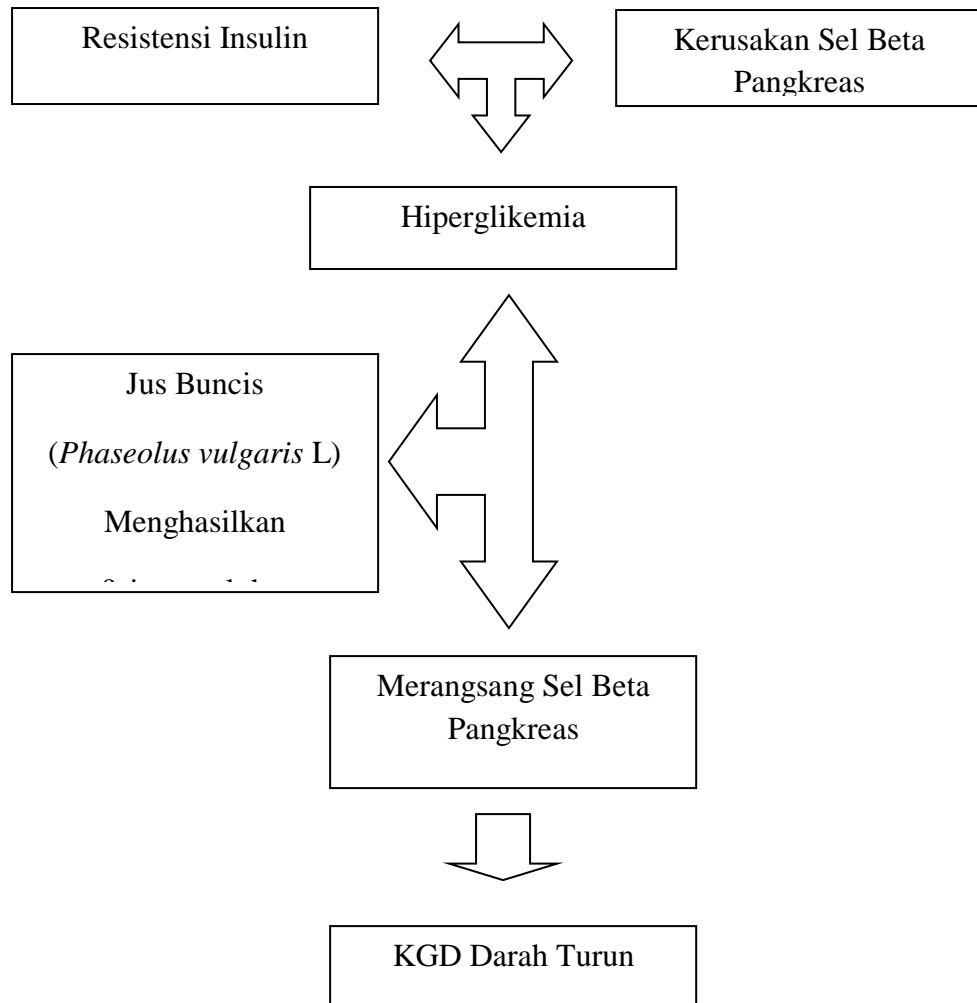 Resistensi Insulin
Kerusakan Sel Beta
Pangkreas
Hiperglikemia
Jus Buncis
(Phaseolus vulgaris L)
Menghasilkan
Merangsang Sel Beta
Pangkreas
KGD Darah Turun